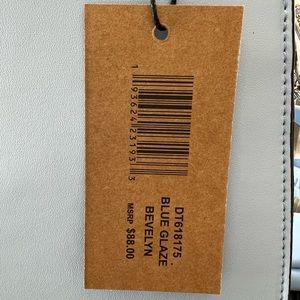 1 93624 23193 3
DT618175 .
BLUE GLAZE
BEVELYN
MSRP $88.00